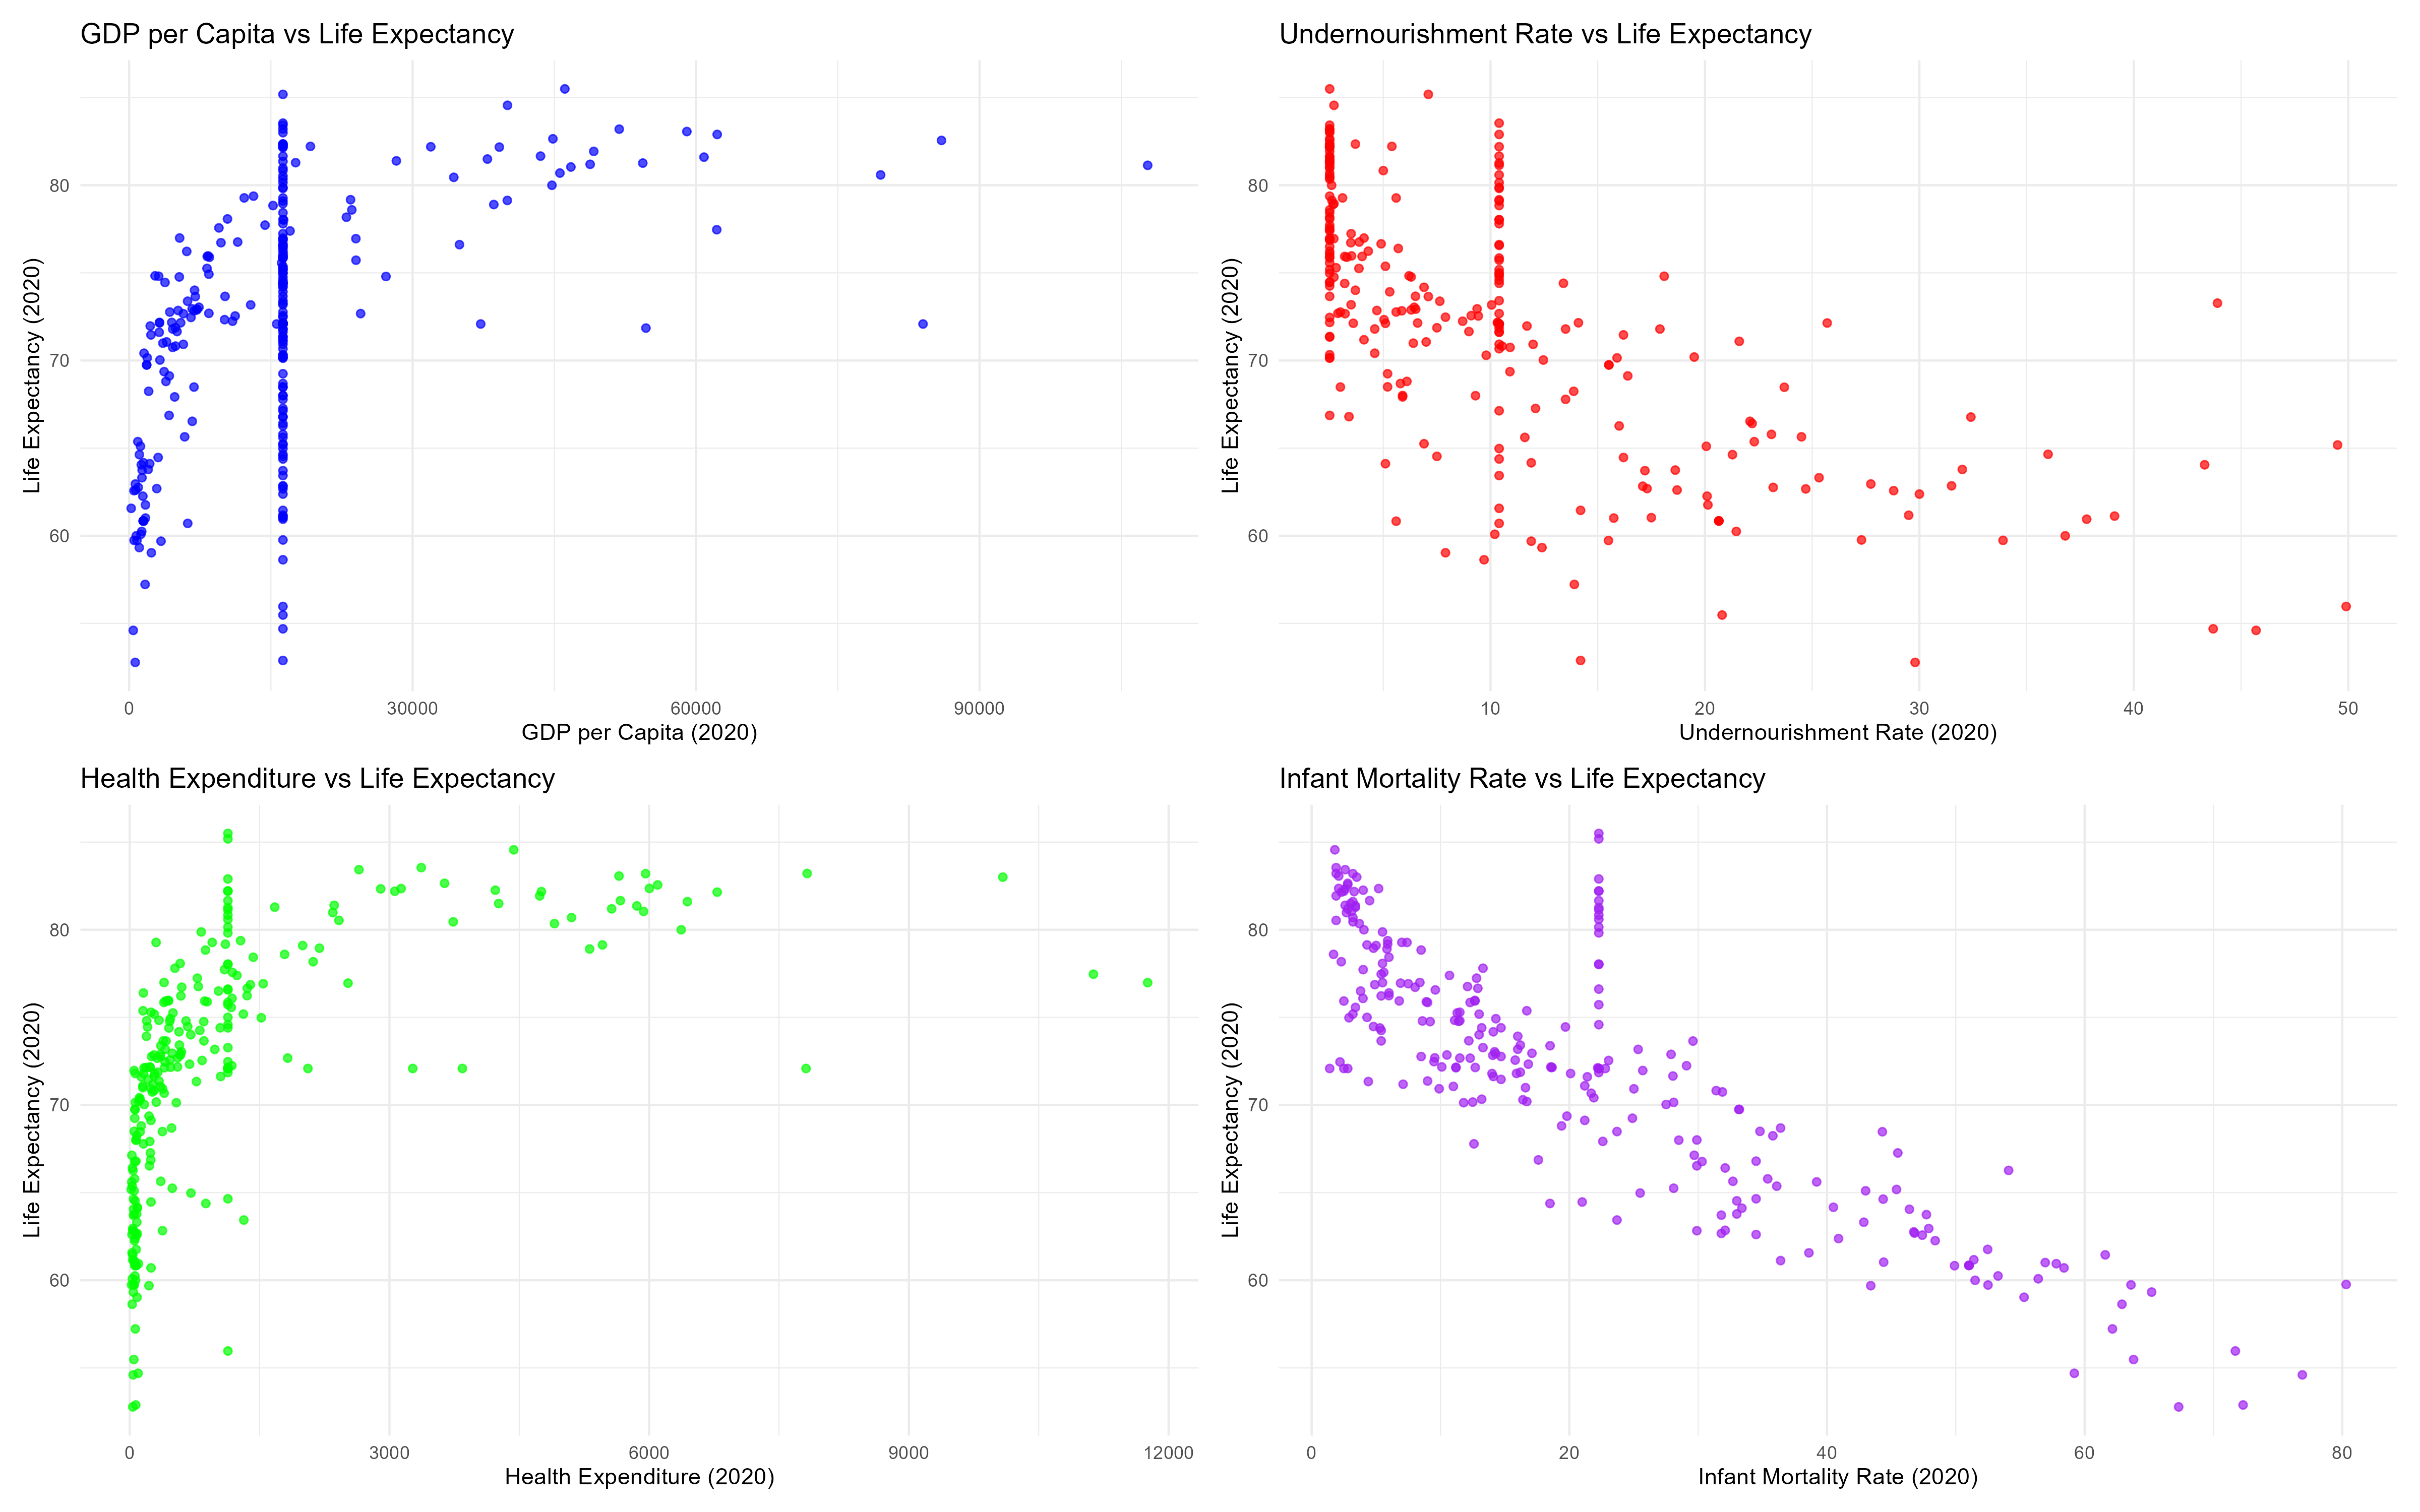 GDP per Capita vs Life Expectancy
Life Expectancy (2020)
80
70
60
0
30000
60000
90000
GDP per Capita (2020)
Undernourishment Rate vs Life Expectancy
Life Expectancy (2020)
80
70
60
10
20
30
40
50
Undernourishment Rate (2020)
Health Expenditure vs Life Expectancy
Life Expectancy (2020)
80
70
60
0
3000
6000
9000
12000
Health Expenditure (2020)
Infant Mortality Rate vs Life Expectancy
Life Expectancy (2020)
80
70
60
0
20
40
60
80
Infant Mortality Rate (2020)